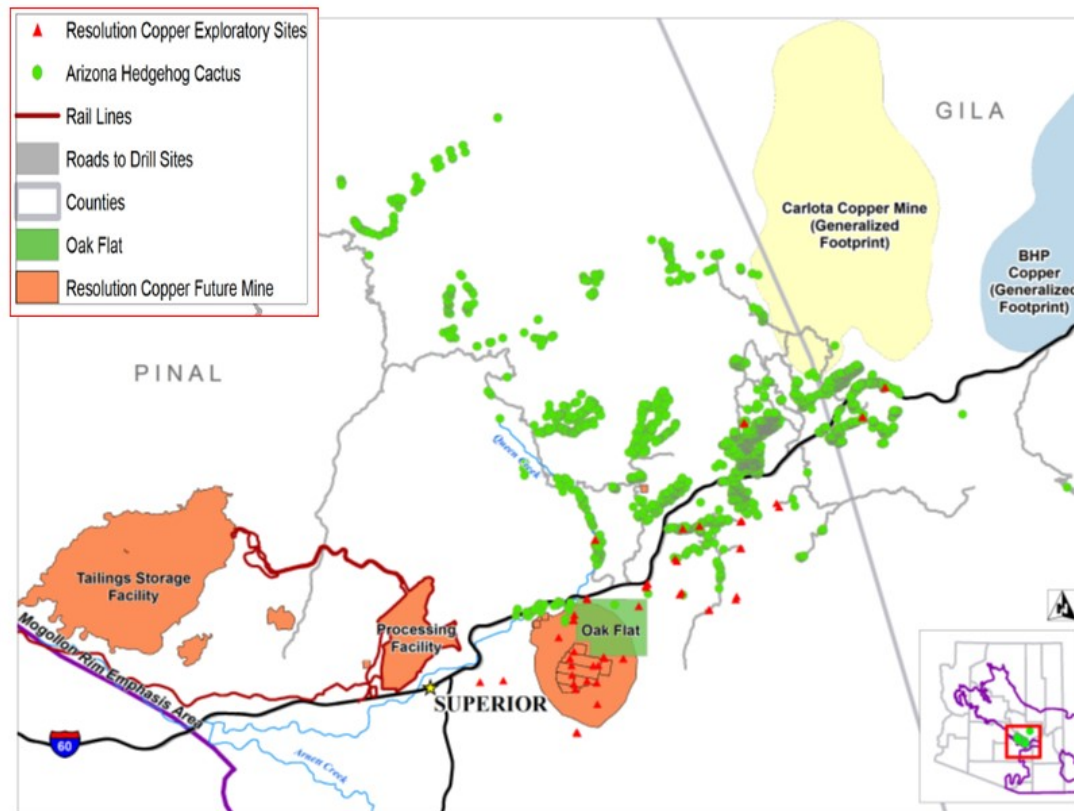 Resolution Copper Exploratory Sites
Arizona Hedgehog Cactus
Rail Lines
Roads to Drill Sites
Counties
Oak Flat
Resolution Copper Future Mine
GILA
Carlota Copper Mine
(Generalized
Footprint)
BHP
Copper
(Generalized
Footprint)
PINAL
Queen Creek
Tailings Storage
Facility
Processing
Facility
Oak Flat
Mogollon Rim Emphasis Area
SUPERIOR
60
Arnett Creek
N